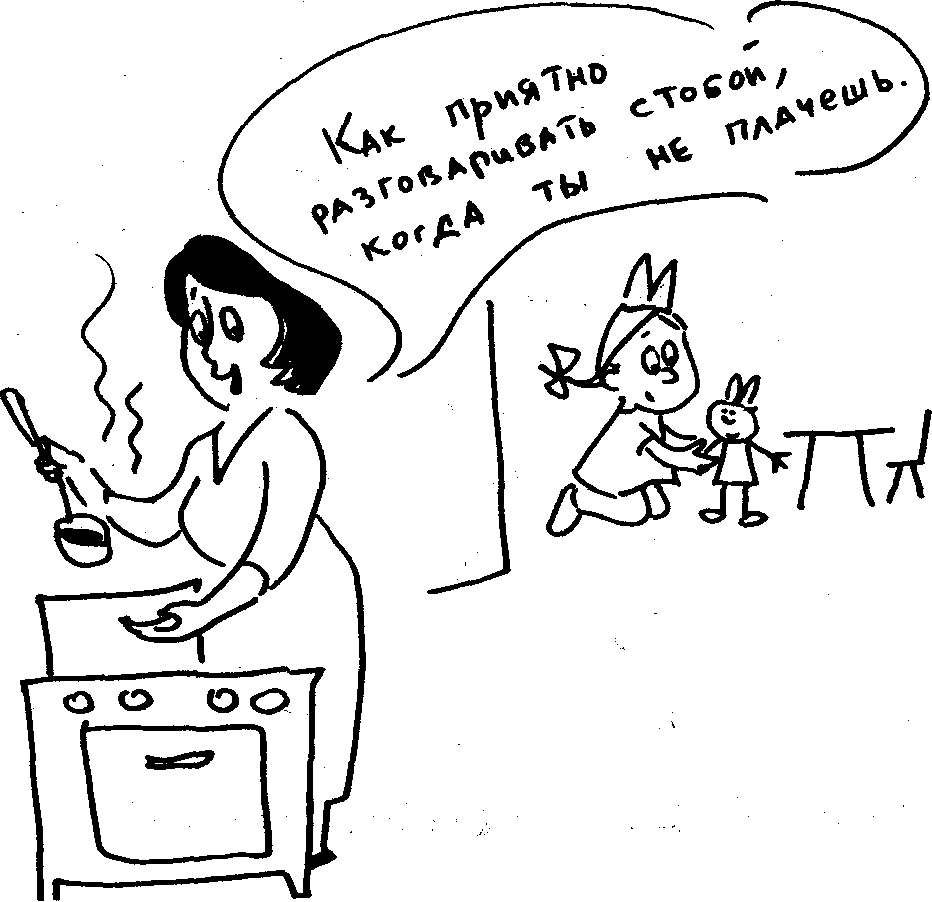 Как приятно
разговаривать стобой,
когда ты не плачешь.